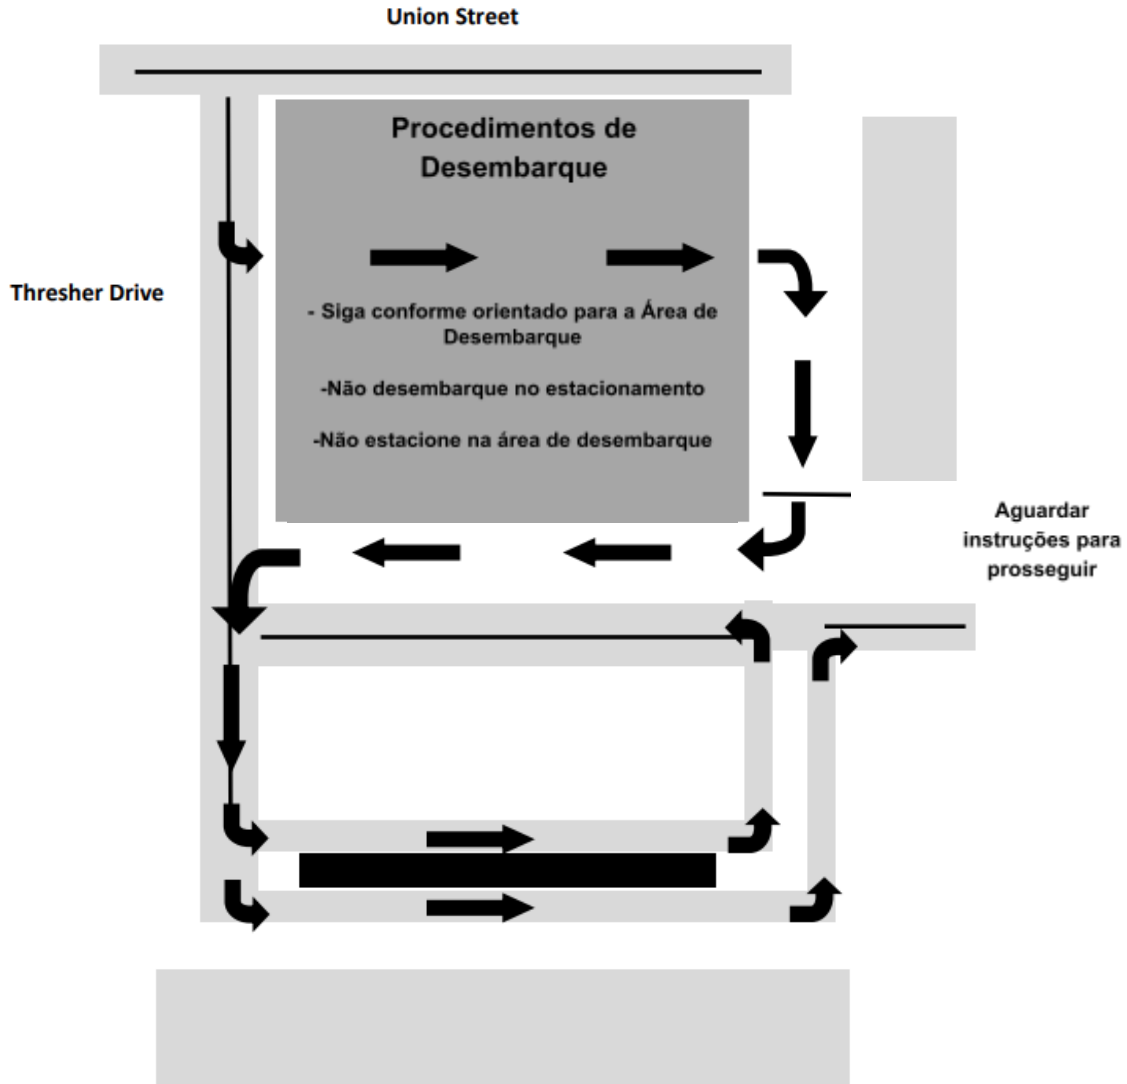 Union Street
Procedimentos de
Desembarque
Thresher Drive
- Siga conforme orientado para a Área de
Desembarque
-Não desembarque no estacionamento
-Não estacione na área de desembarque
Aguardar
instruções para
prosseguir